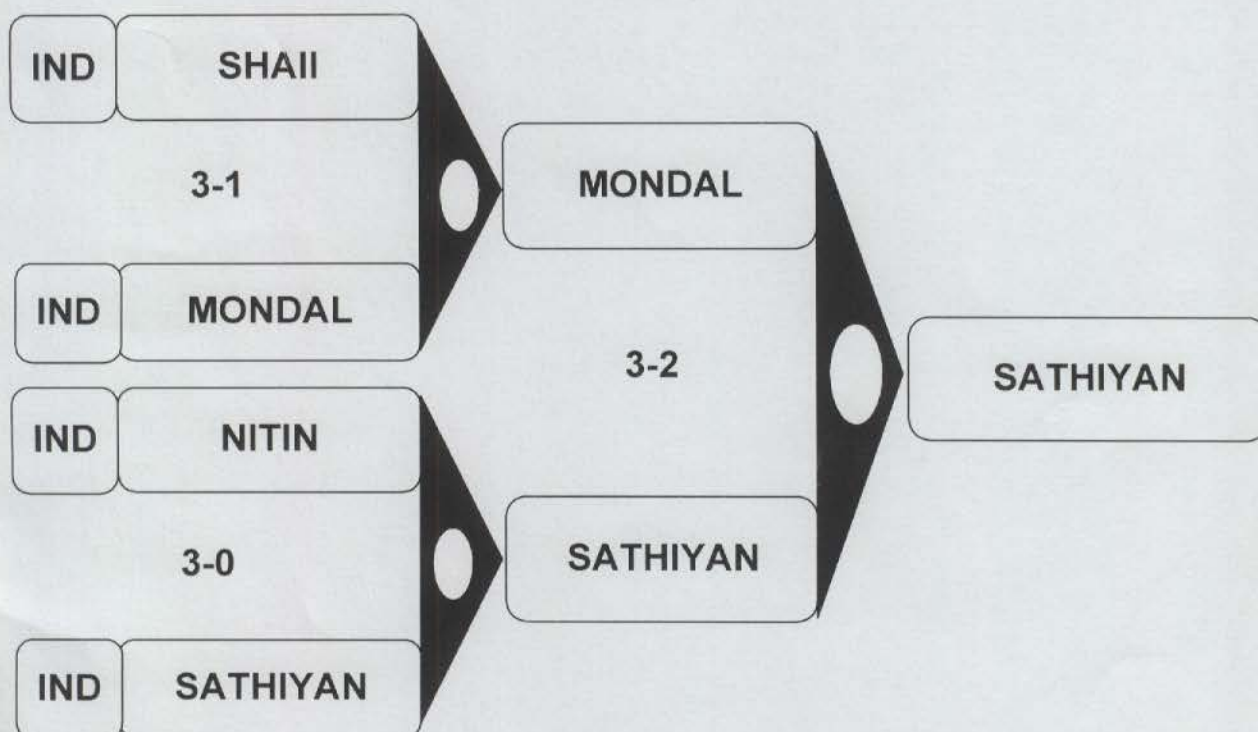 IND SHAII
3-1
IND MONDAL
MONDAL
IND NITIN
3-0
IND SATHIYAN
SATHIYAN
3-2
SATHIYAN